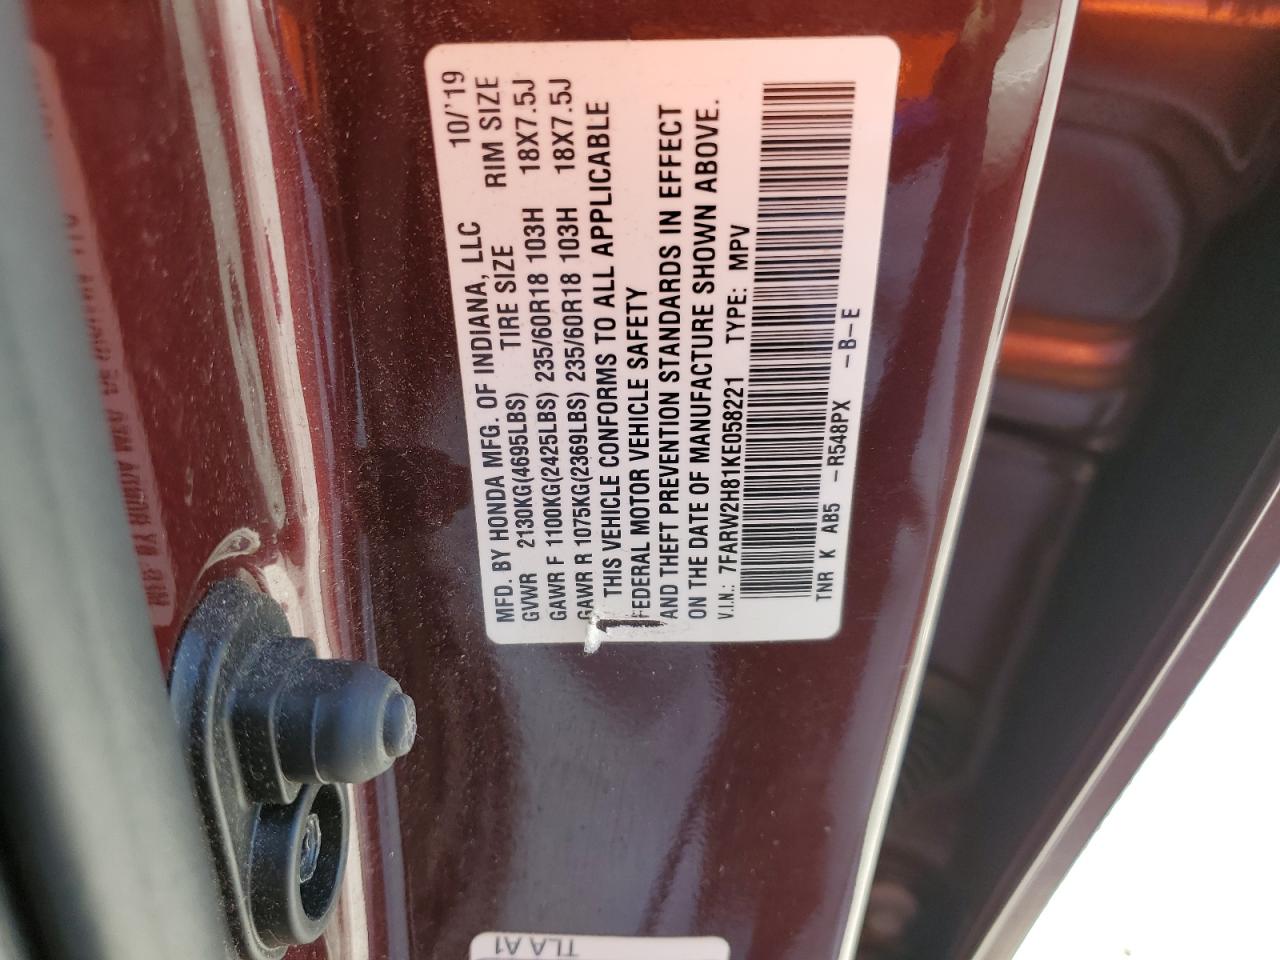 MFD. BY HONDA MFG. OF INDIANA, LLC 10/'19
GVWR 2130KG(4695LBS) TIRE SIZE RIM SIZE
GAWR F 1100KG(2425LBS) 235/60R18 103H 18X7.5J
GAWR R 1075KG(2369LBS) 235/60R18 103H 18X7.5J
THIS VEHICLE CONFORMS TO ALL APPLICABLE
FEDERAL MOTOR VEHICLE SAFETY
AND THEFT PREVENTION STANDARDS IN EFFECT
ON THE DATE OF MANUFACTURE SHOWN ABOVE.
V.I.N.: 7FARW2H81KE058221 TYPE: MPV
TNR K AB5 -R548PX -B-E
TLA A1